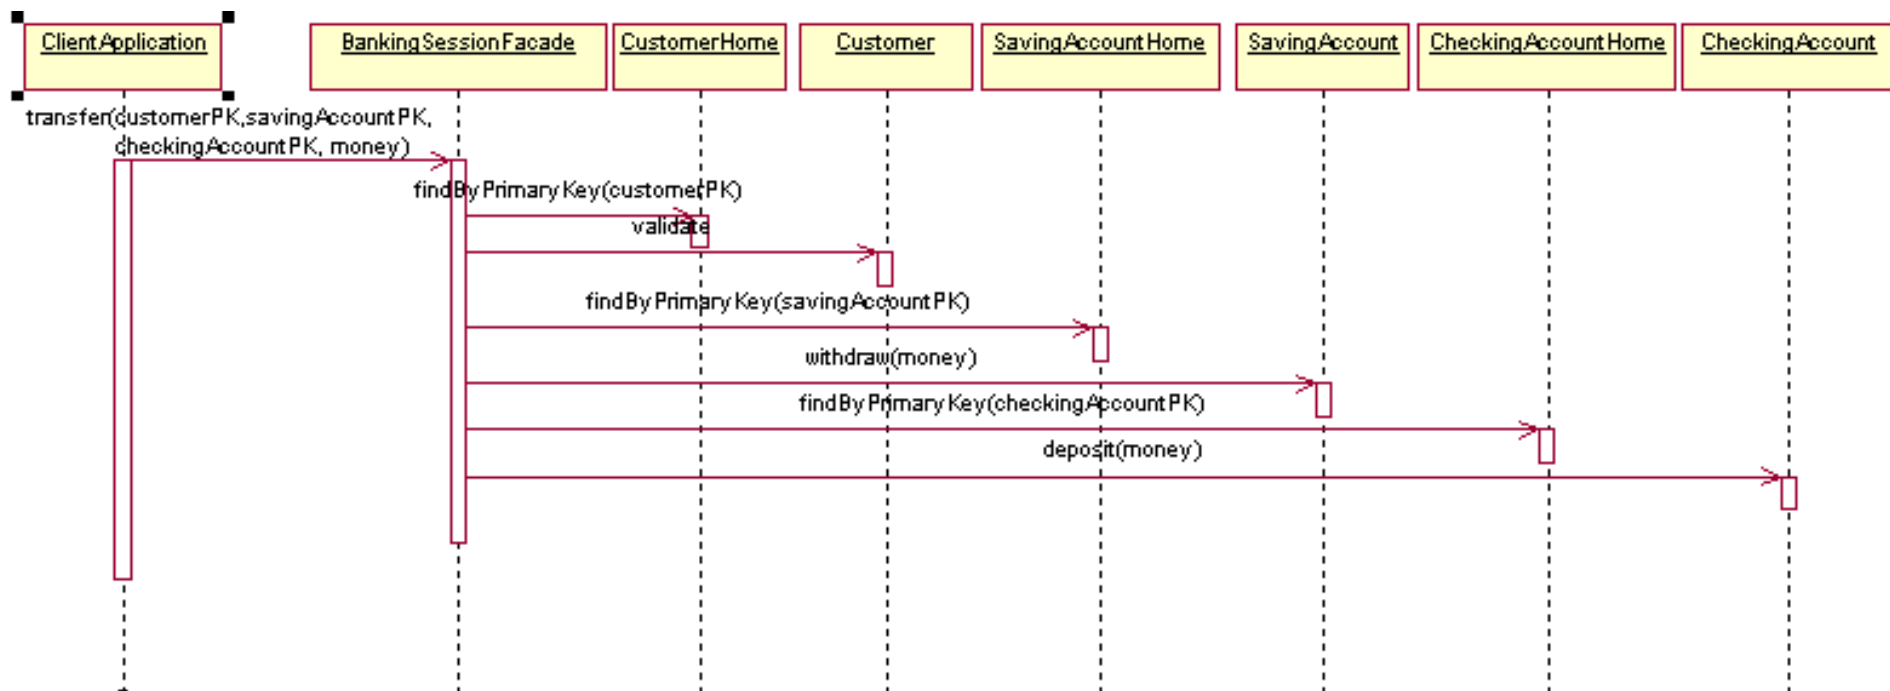 ClientApplication
BankingSessionFacade
CustomerHome
Customer
SavingAccountHome
SavingAccount
CheckingAccountHome
CheckingAccount
transfer(customerPK,savingAccountPK,
checkingAccountPK, money)
findByPrimaryKey(customerPK)
validate
findByPrimaryKey(savingAccountPK)
withdraw(money)
findByPrimaryKey(checkingAccountPK)
deposit(money)